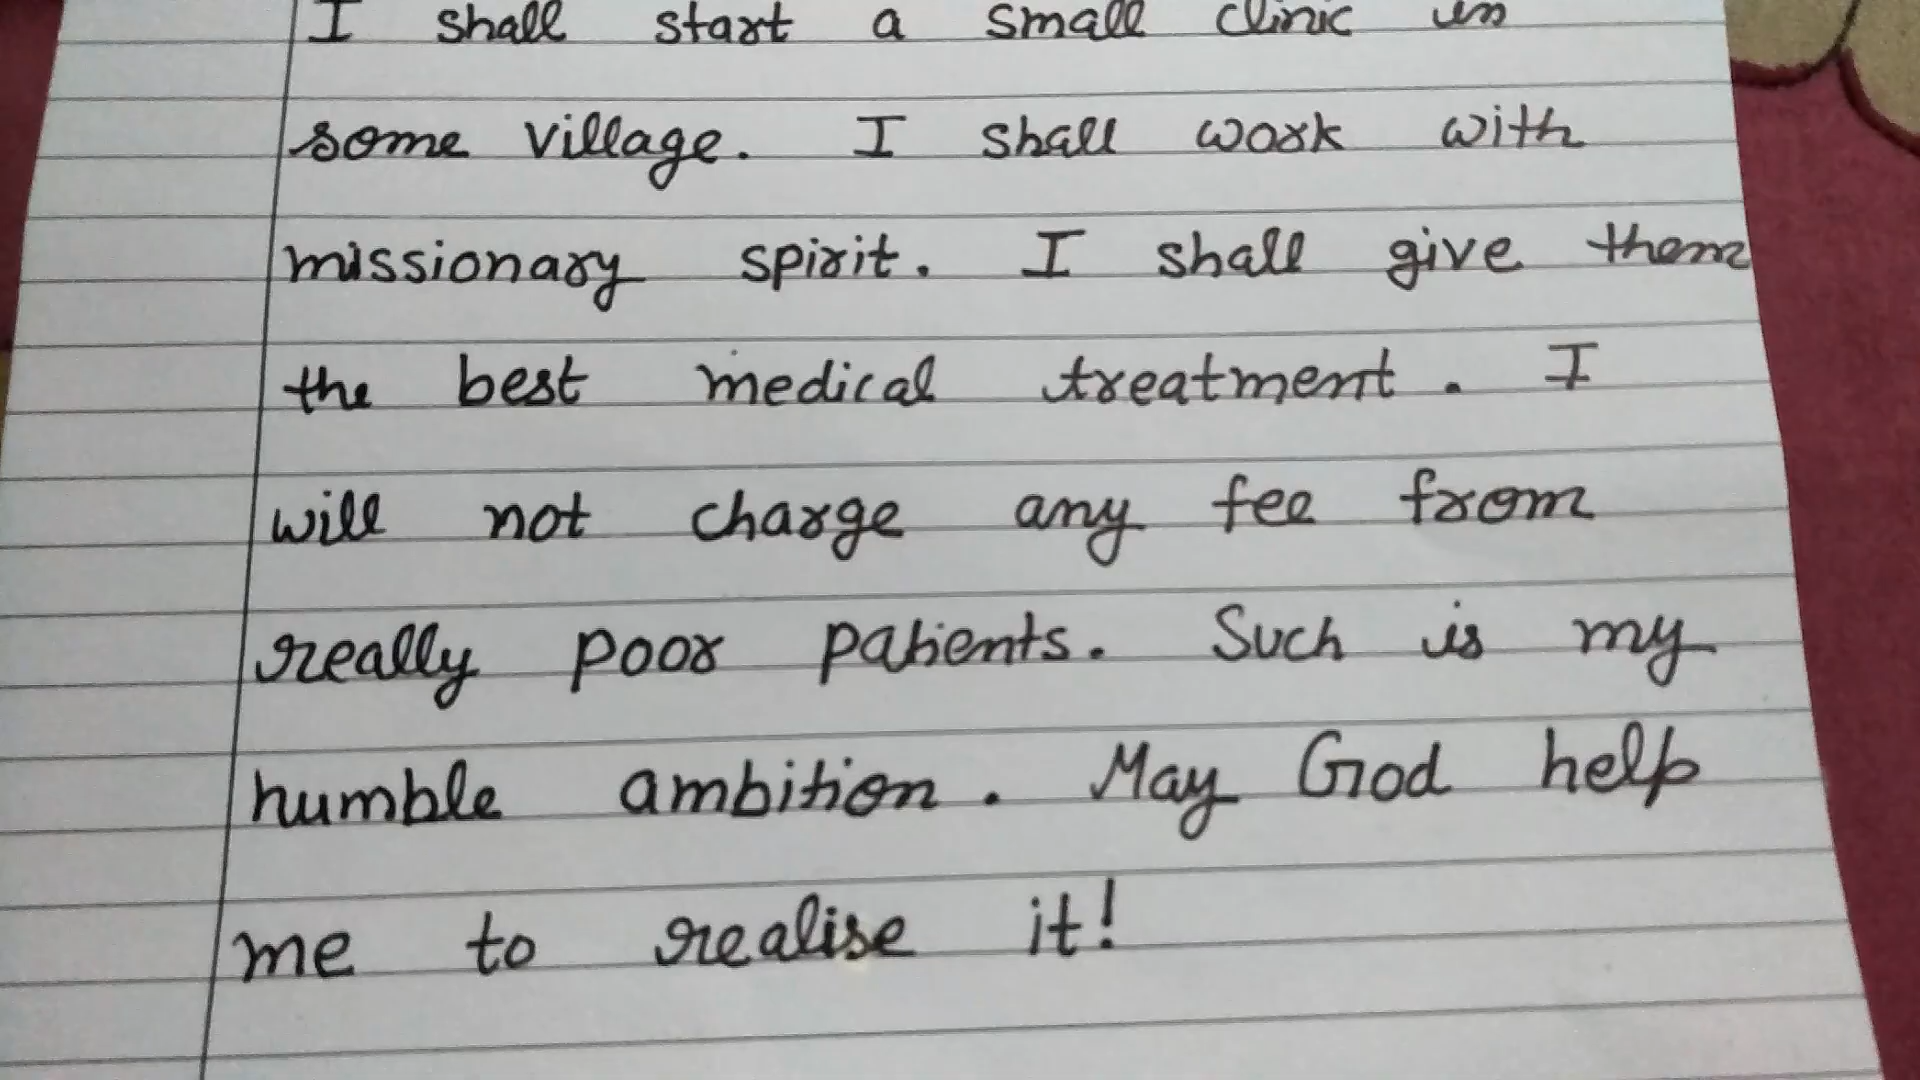 I shall start a small clinic in
some village. I shall work with
missionary spirit. I shall give them
the best medical treatment. I
will not charge any fee from
really poor patients. Such is my
humble ambition. May God help
me to realise it!